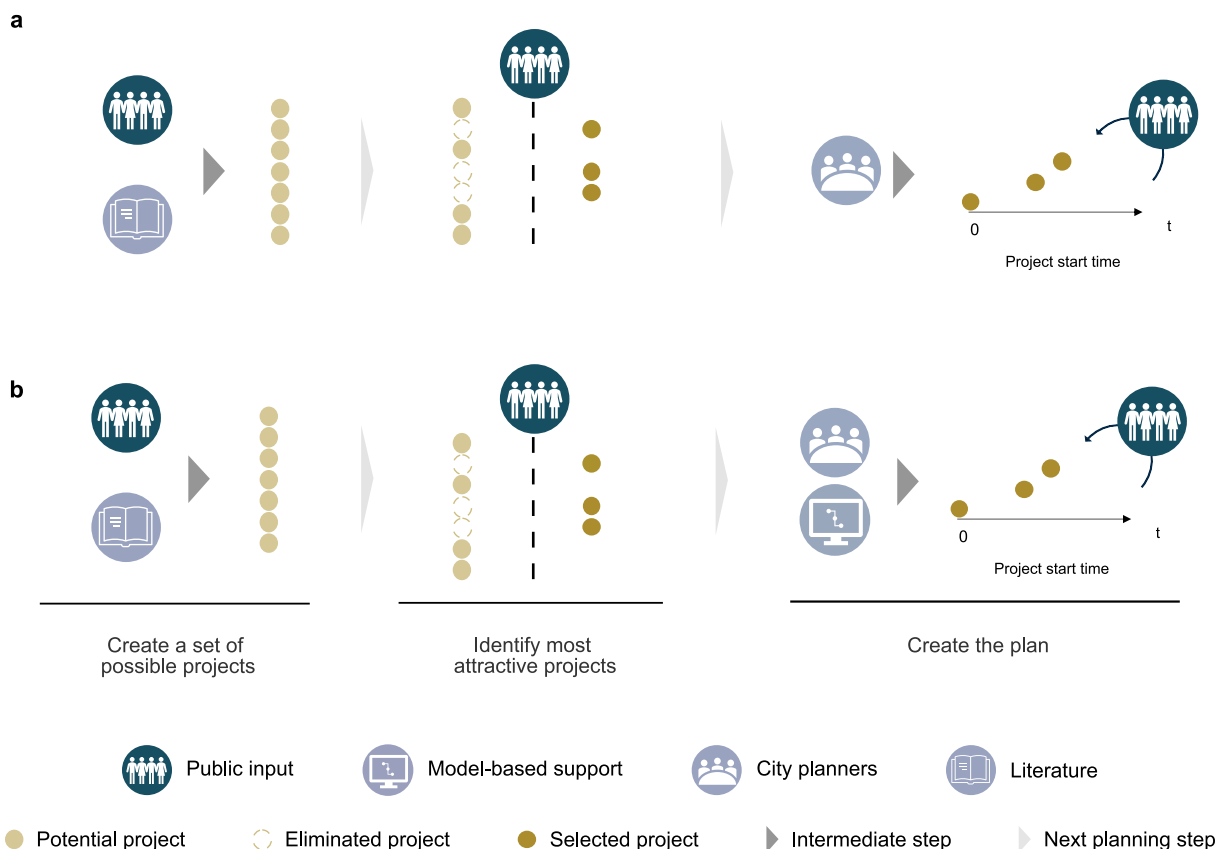 a
0
t
Project start time
b
0
t
Project start time
Create a set of
possible projects
Identify most
attractive projects
Create the plan
Public input
Model-based support
City planners
Literature
Potential project
Eliminated project
Selected project
Intermediate step
Next planning step